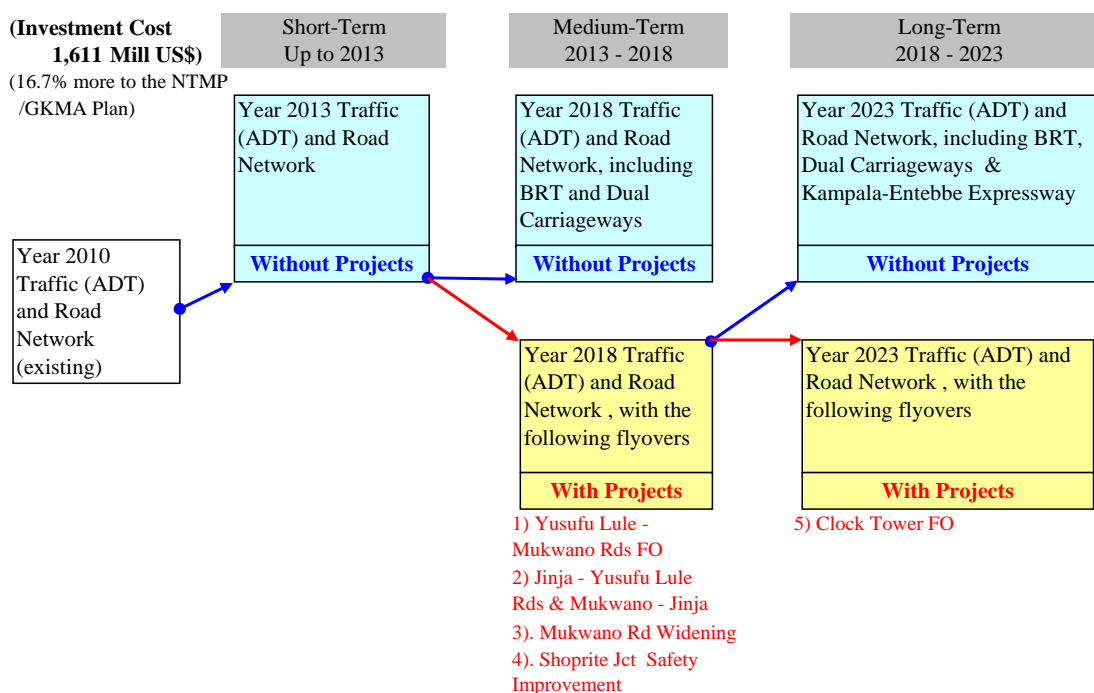 (Investment Cost
1,611 Mill US$)
(16.7% more to the NTMP
/GKMA Plan)
Short-Term
Up to 2013
Medium-Term
2013 - 2018
Long-Term
2018 - 2023
Year 2010
Traffic (ADT)
and Road
Network
(existing)
Year 2013 Traffic
(ADT) and Road
Network
Without Projects
Year 2018 Traffic
(ADT) and Road
Network, including
BRT and Dual
Carriageways
Without Projects
Year 2023 Traffic (ADT) and
Road Network, including BRT,
Dual Carriageways &
Kampala-Entebbe Expressway
Without Projects
Year 2018 Traffic
(ADT) and Road
Network , with the
following flyovers
With Projects
1) Yusufu Lule -
Mukwano Rds FO
2) Jinja - Yusufu Lule
Rds & Mukwano - Jinja
3). Mukwano Rd Widening
4). Shoprite Jct Safety
Improvement
Year 2023 Traffic (ADT) and
Road Network , with the
following flyovers
With Projects
5) Clock Tower FO